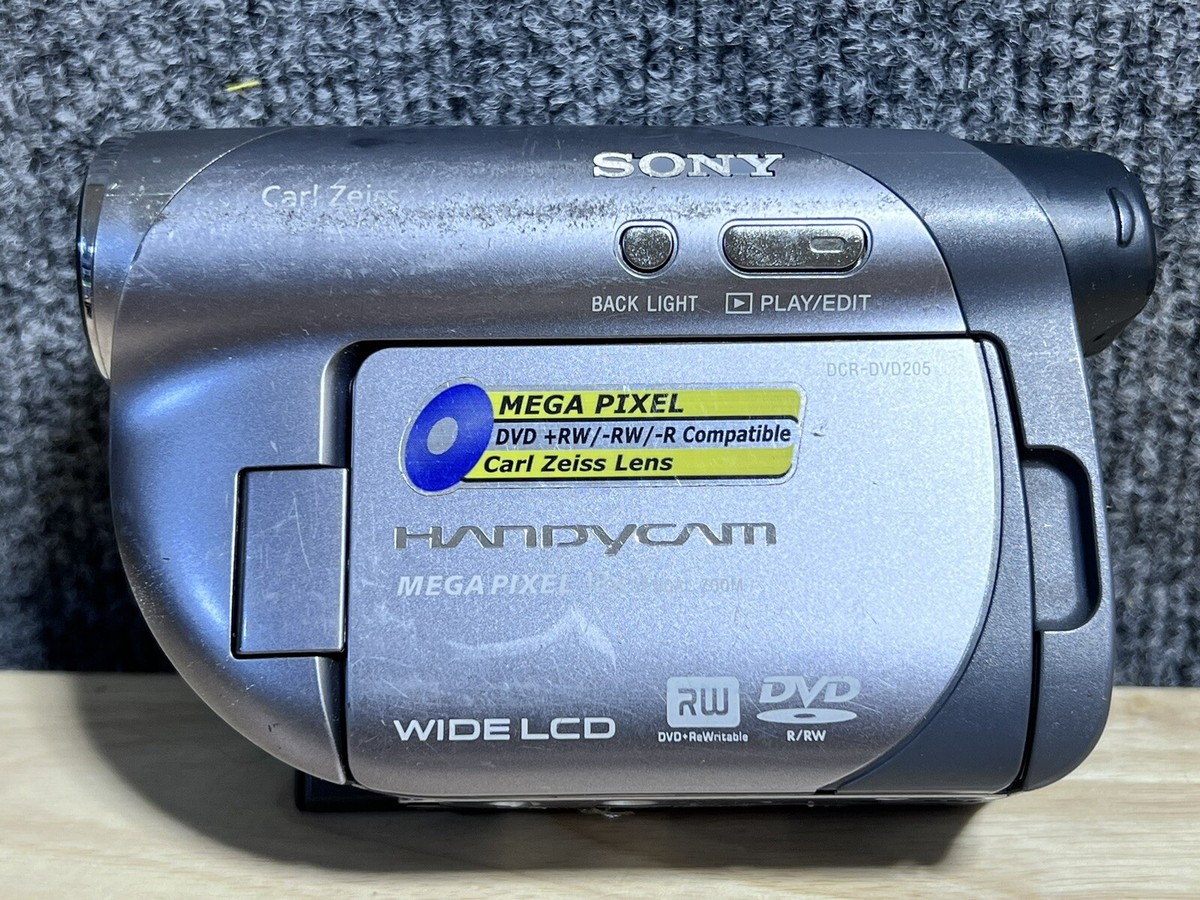 SONY
Carl Zeiss
BACK LIGHT
PLAY/EDIT
DCR-DVD205
MEGA PIXEL
DVD +RW/-RW/-R Compatible
Carl Zeiss Lens
HANDYCAM
MEGA PIXEL ZOOM
WIDE LCD
RW
DVD+ReWritable
DVD
R/RW